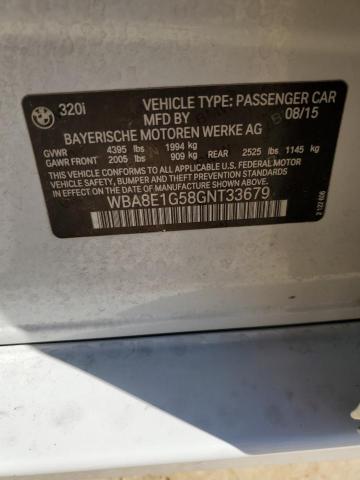 320i VEHICLE TYPE: PASSENGER CAR
MFD BY 08/15
BAYERISCHE MOTOREN WERKE AG
GVWR 4395 lbs 1994 kg
GAWR FRONT 2005 lbs 909 kg REAR 2525 lbs 1145 kg
THIS VEHICLE CONFORMS TO ALL APPLICABLE U.S. FEDERAL MOTOR
VEHICLE SAFETY, BUMPER, AND THEFT PREVENTION STANDARDS
IN EFFECT ON THE DATE OF MANUFACTURE SHOWN ABOVE.
WBA8E1G58GNT33679